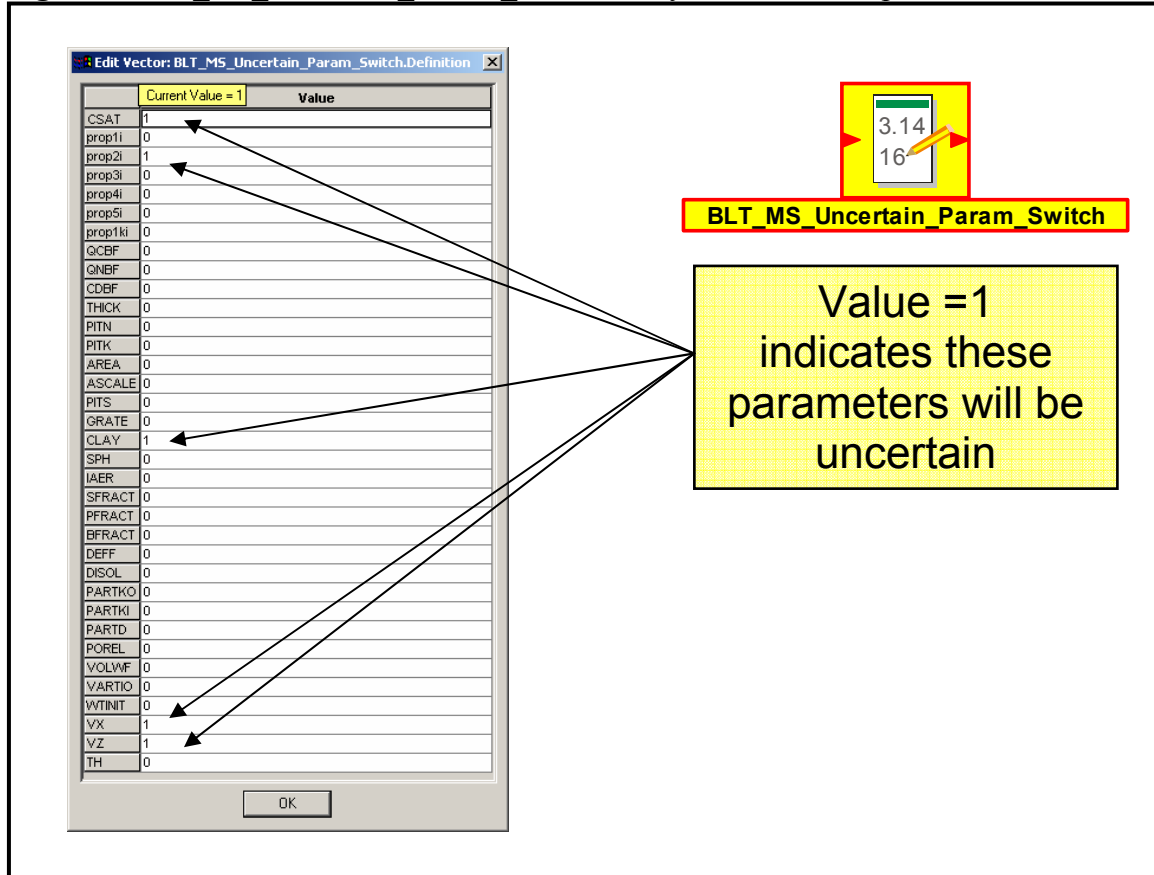 Edit Vector: BLT_MS_Uncertain_Param_Switch.Definition
Current Value = 1
Value
CSAT 1
prop1i 0
prop2i 1
prop3i 0
prop4i 0
prop5i 0
prop1ki 0
QCBF 0
QNBF 0
CDBF 0
THICK 0
PITN 0
PITK 0
AREA 0
ASCALE 0
PITS 0
GRATE 0
CLAY 1
SPH 0
IAER 0
SFRACT 0
PFRACT 0
BFRACT 0
DEFF 0
DISOL 0
PARTKO 0
PARTKI 0
PARTD 0
POREL 0
VOLWF 0
VARTIO 0
WTINIT 0
VX 1
VZ 1
TH 0
OK
3.14
16
BLT_MS_Uncertain_Param_Switch
Value =1
indicates these
parameters will be
uncertain